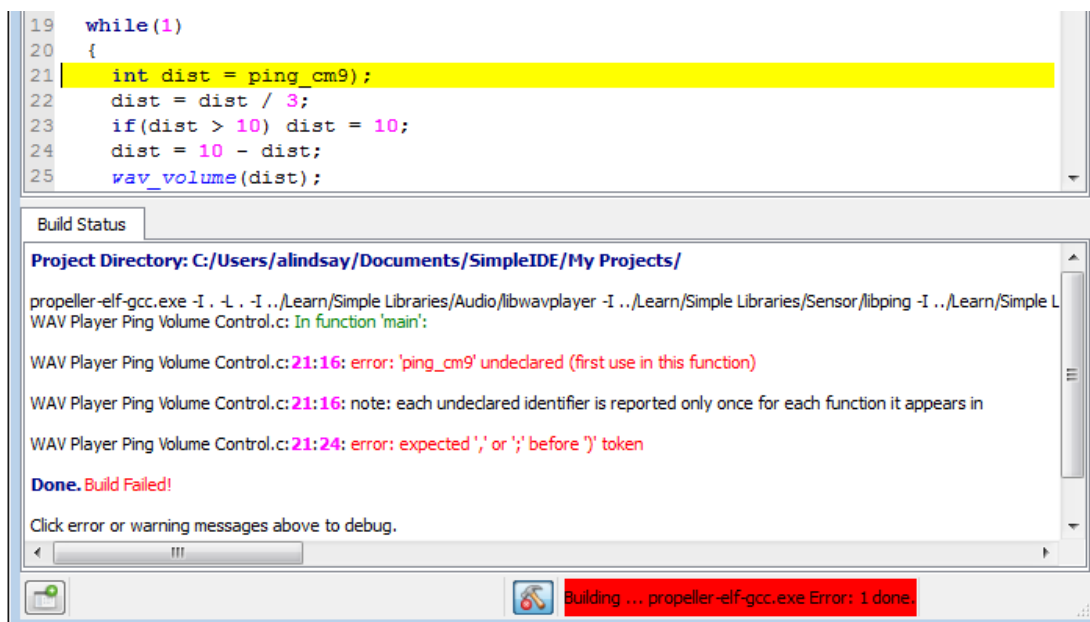 19 while(1)
20 {
21 int dist = ping_cm9);
22 dist = dist / 3;
23 if(dist > 10) dist = 10;
24 dist = 10 - dist;
25 wav_volume(dist);
Build Status
Project Directory: C:/Users/alindsay/Documents/SimpleIDE/My Projects/
propeller-elf-gcc.exe -I . -L . -I ../Learn/Simple Libraries/Audio/libwavplayer -I ../Learn/Simple Libraries/Sensor/libping -I ../Learn/Simple L
WAV Player Ping Volume Control.c: In function 'main':
WAV Player Ping Volume Control.c:21:16: error: 'ping_cm9' undeclared (first use in this function)
WAV Player Ping Volume Control.c:21:16: note: each undeclared identifier is reported only once for each function it appears in
WAV Player Ping Volume Control.c:21:24: error: expected ',' or ';' before ')' token
Done. Build Failed!
Click error or warning messages above to debug.
Building ... propeller-elf-gcc.exe Error: 1 done.